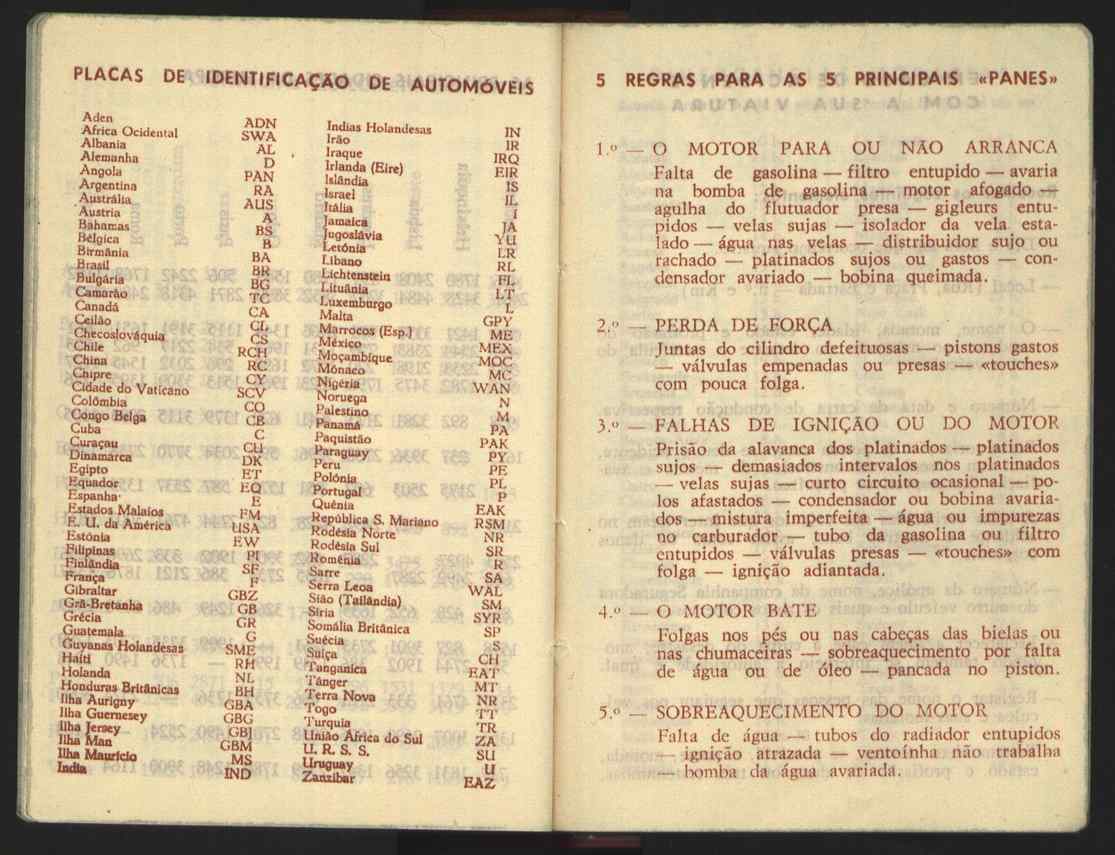 PLACAS DE IDENTIFICAÇÃO DE AUTOMÓVEIS
Aden ADN
Africa Ocidental SWA
Albania AL
Alemanha D
Angola PAN
Argentina RA
Austrália AUS
Austria A
Bahamas BS
Bélgica B
Birmânia BA
Brasil BR
Bulgária BG
Camarão TC
Canadá CA
Ceilão CL
Checoslováquia CS
Chile RCH
China RC
Chipre CY
Cidade do Vaticano SCV
Colômbia CO
Congo Belga CB
Cuba C
Curaçau CU
Dinamarca DK
Egipto ET
Equador EQ
Espanha E
Estados Malaios FM
E. U. da América USA
Estónia EW
Filipinas PI
Finlândia SF
França F
Gibraltar GBZ
Grã-Bretanha GB
Grécia GR
Guatemala G
Guyanas Holandesas SME
Haiti RH
Holanda NL
Honduras Británicas BH
Ilha Aurigny GBA
Ilha Guernesey GBG
Ilha Jersey GBJ
Ilha Man GBM
Ilha Mauricio MS
India IND
Indias Holandesas IN
Irão IR
Iraque IRQ
Irlanda (Eire) EIR
Islândia IS
Israel IL
Itália I
Jamaica JA
Jugoslávia YU
Letónia LR
Libano RL
Lichtenstein FL
Lituânia LT
Luxemburgo L
Malta GPY
Marrocos (Esp.) ME
México MEX
Moçambique MOC
Mónaco MC
Nigéria WAN
Noruega N
Palestino M
Panamá PA
Paquistão PAK
Paraguay PY
Peru PE
Polónia PL
Portugal P
Quénia EAK
República S. Mariano RSM
Rodésia Norte NR
Rodésia Sul SR
Roménia R
Sarre SA
Serra Leoa WAL
Sião (Tailândia) SM
Siria SYR
Somália Britânica SP
Suécia S
Suiça CH
Tanganica EAT
Tânger MT
Terra Nova NR
Togo TT
Turquia TR
União Africa do Sul ZA
U. R. S. S. SU
Uruguay U
Zanzibar EAZ
5 REGRAS PARA AS 5 PRINCIPAIS «PANES»
1.º — O MOTOR PARA OU NÃO ARRANCA
Falta de gasolina — filtro entupido — avaria
na bomba de gasolina — motor afogado —
agulha do flutuador presa — gigleurs entu-
pidos — velas sujas — isolador da vela esta-
lado — água nas velas — distribuidor sujo ou
rachado — platinados sujos ou gastos — con-
densador avariado — bobina queimada.
2.º — PERDA DE FORÇA
Juntas do cilindro defeituosas — pistons gastos
— válvulas empenadas ou presas — «touches»
com pouca folga.
3.º — FALHAS DE IGNIÇÃO OU DO MOTOR
Prisão da alavanca dos platinados — platinados
sujos — demasiados intervalos nos platinados
— velas sujas — curto circuito ocasional — po-
los afastados — condensador ou bobina avaria-
dos — mistura imperfeita — água ou impurezas
no carburador — tubo da gasolina ou filtro
entupidos — válvulas presas — «touches» com
folga — ignição adiantada.
4.º — O MOTOR BATE
Folgas nos pés ou nas cabeças das bielas ou
nas chumaceiras — sobreaquecimento por falta
de água ou de óleo — pancada no piston.
5.º — SOBREAQUECIMENTO DO MOTOR
Falta de água — tubos do radiador entupidos
— ignição atrazada — ventoínha não trabalha
— bomba da água avariada.